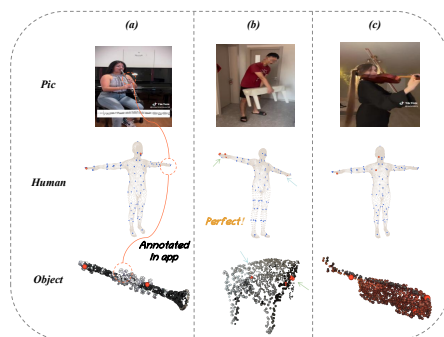 (a)
(b)
(c)
Pic
Human
Object
Perfect!
Annotated
In app